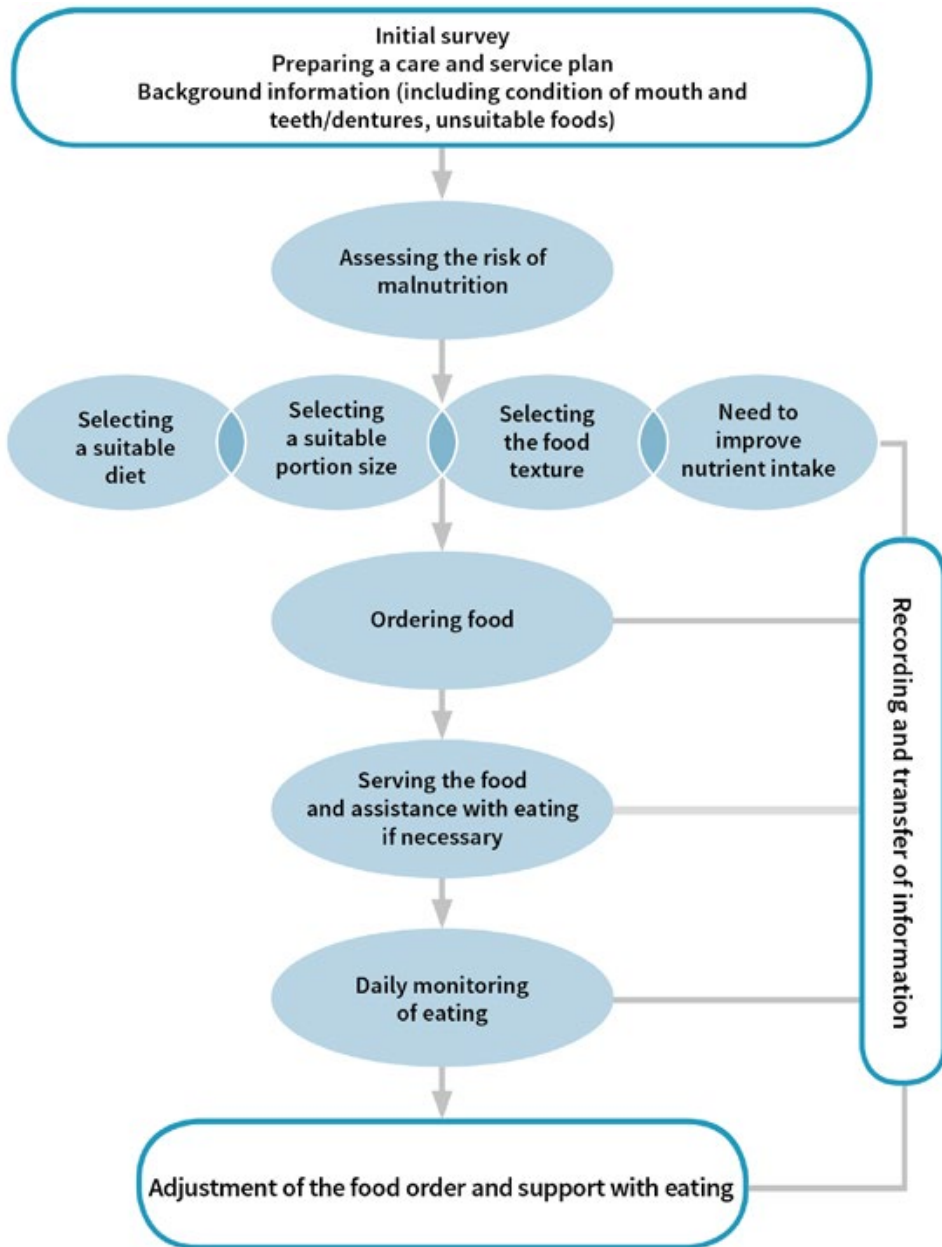 Initial survey
Preparing a care and service plan
Background information (including condition of mouth and
teeth/dentures, unsuitable foods)
Assessing the risk of
malnutrition
Selecting
a suitable
diet
Selecting
a suitable
portion size
Selecting
the food
texture
Need to
improve
nutrient intake
Ordering food
Serving the food
and assistance with eating
if necessary
Daily monitoring
of eating
Recording and transfer of information
Adjustment of the food order and support with eating